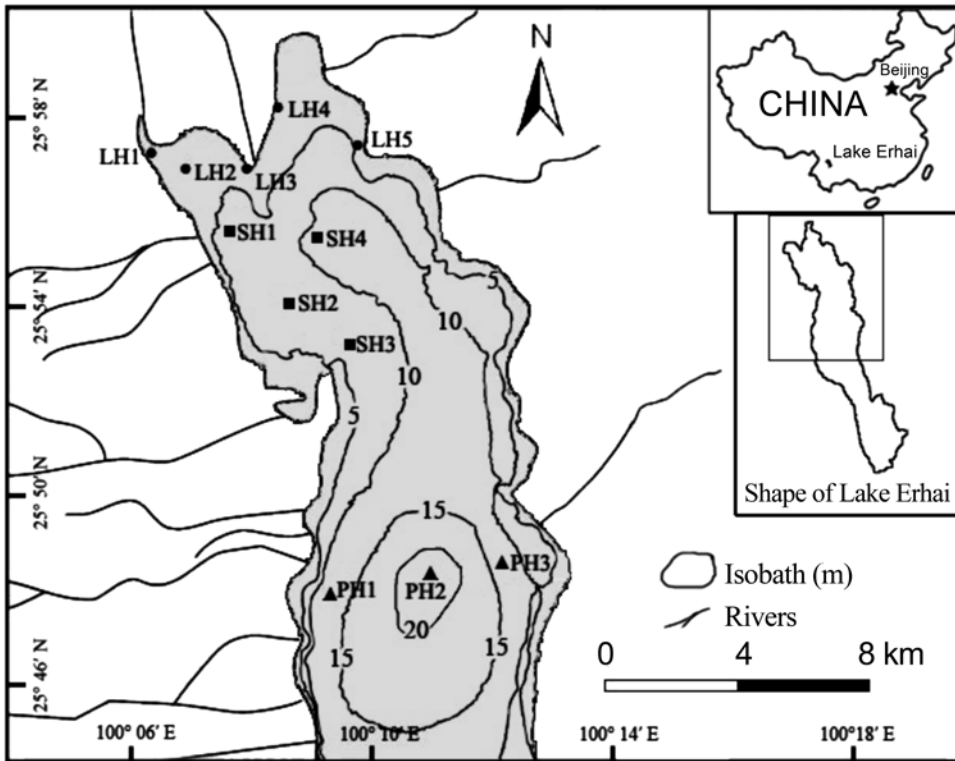 N
Beijing
CHINA
Lake Erhai
25° 58′ N
LH4
LH5
LH1
LH2
LH3
SH1
SH4
25° 54′ N
SH2
5
10
SH3
10
5
Shape of Lake Erhai
25° 50′ N
15
PH3
PH1
PH2
Isobath (m)
20
Rivers
15
15
0 4 8 km
25° 46′ N
100° 06′ E
100° 10′ E
100° 14′ E
100° 18′ E